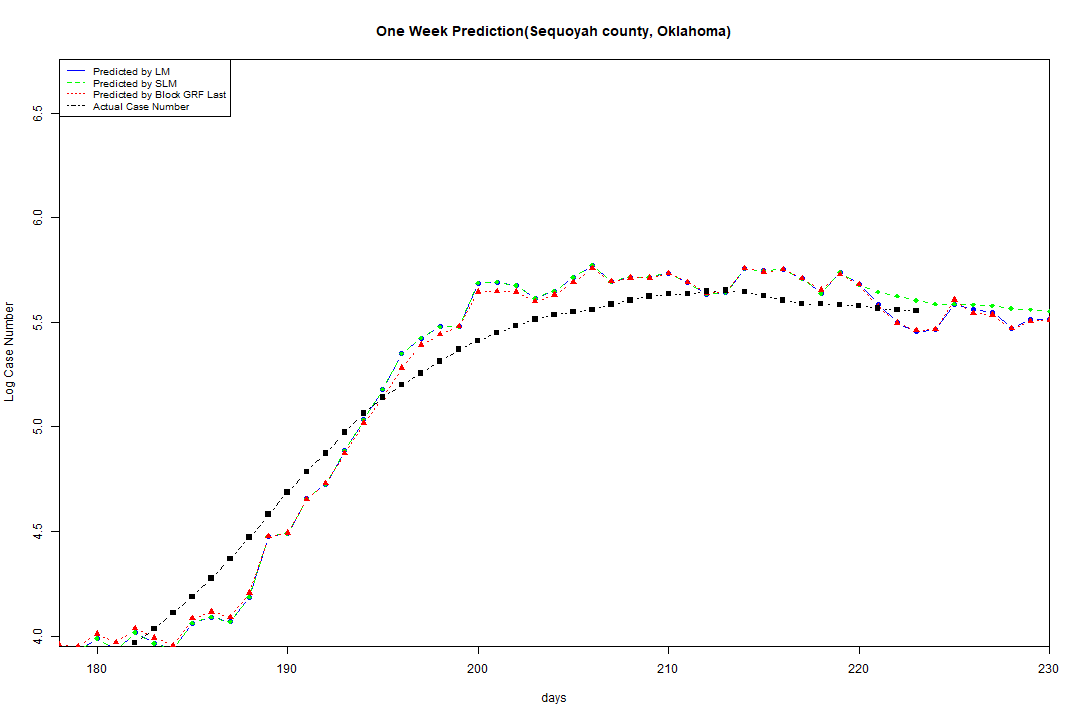 One Week Prediction(Sequoyah county, Oklahoma)
Predicted by LM
Predicted by SLM
Predicted by Block GRF Last
Actual Case Number
6.5
6.0
5.5
5.0
4.5
4.0
Log Case Number
180 190 200 210 220 230
days